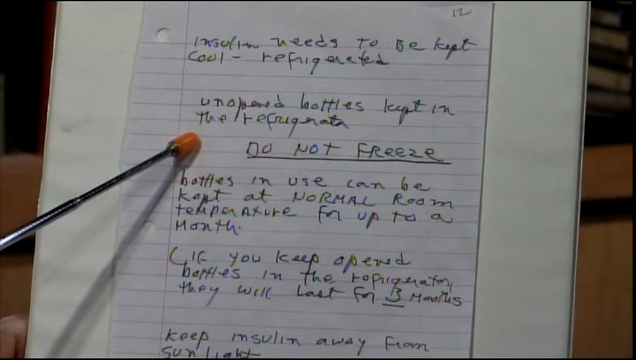 12
insulin needs to be kept
cool - refrigerated
unopened bottles kept in
the refrigerator
DO NOT FREEZE
bottles in use can be
kept at NORMAL ROOM
temperature for up to a
Month.
(IF you keep opened
bottles in the refrigerator,
they will last for 3 Months
keep insulin away from
sunlight